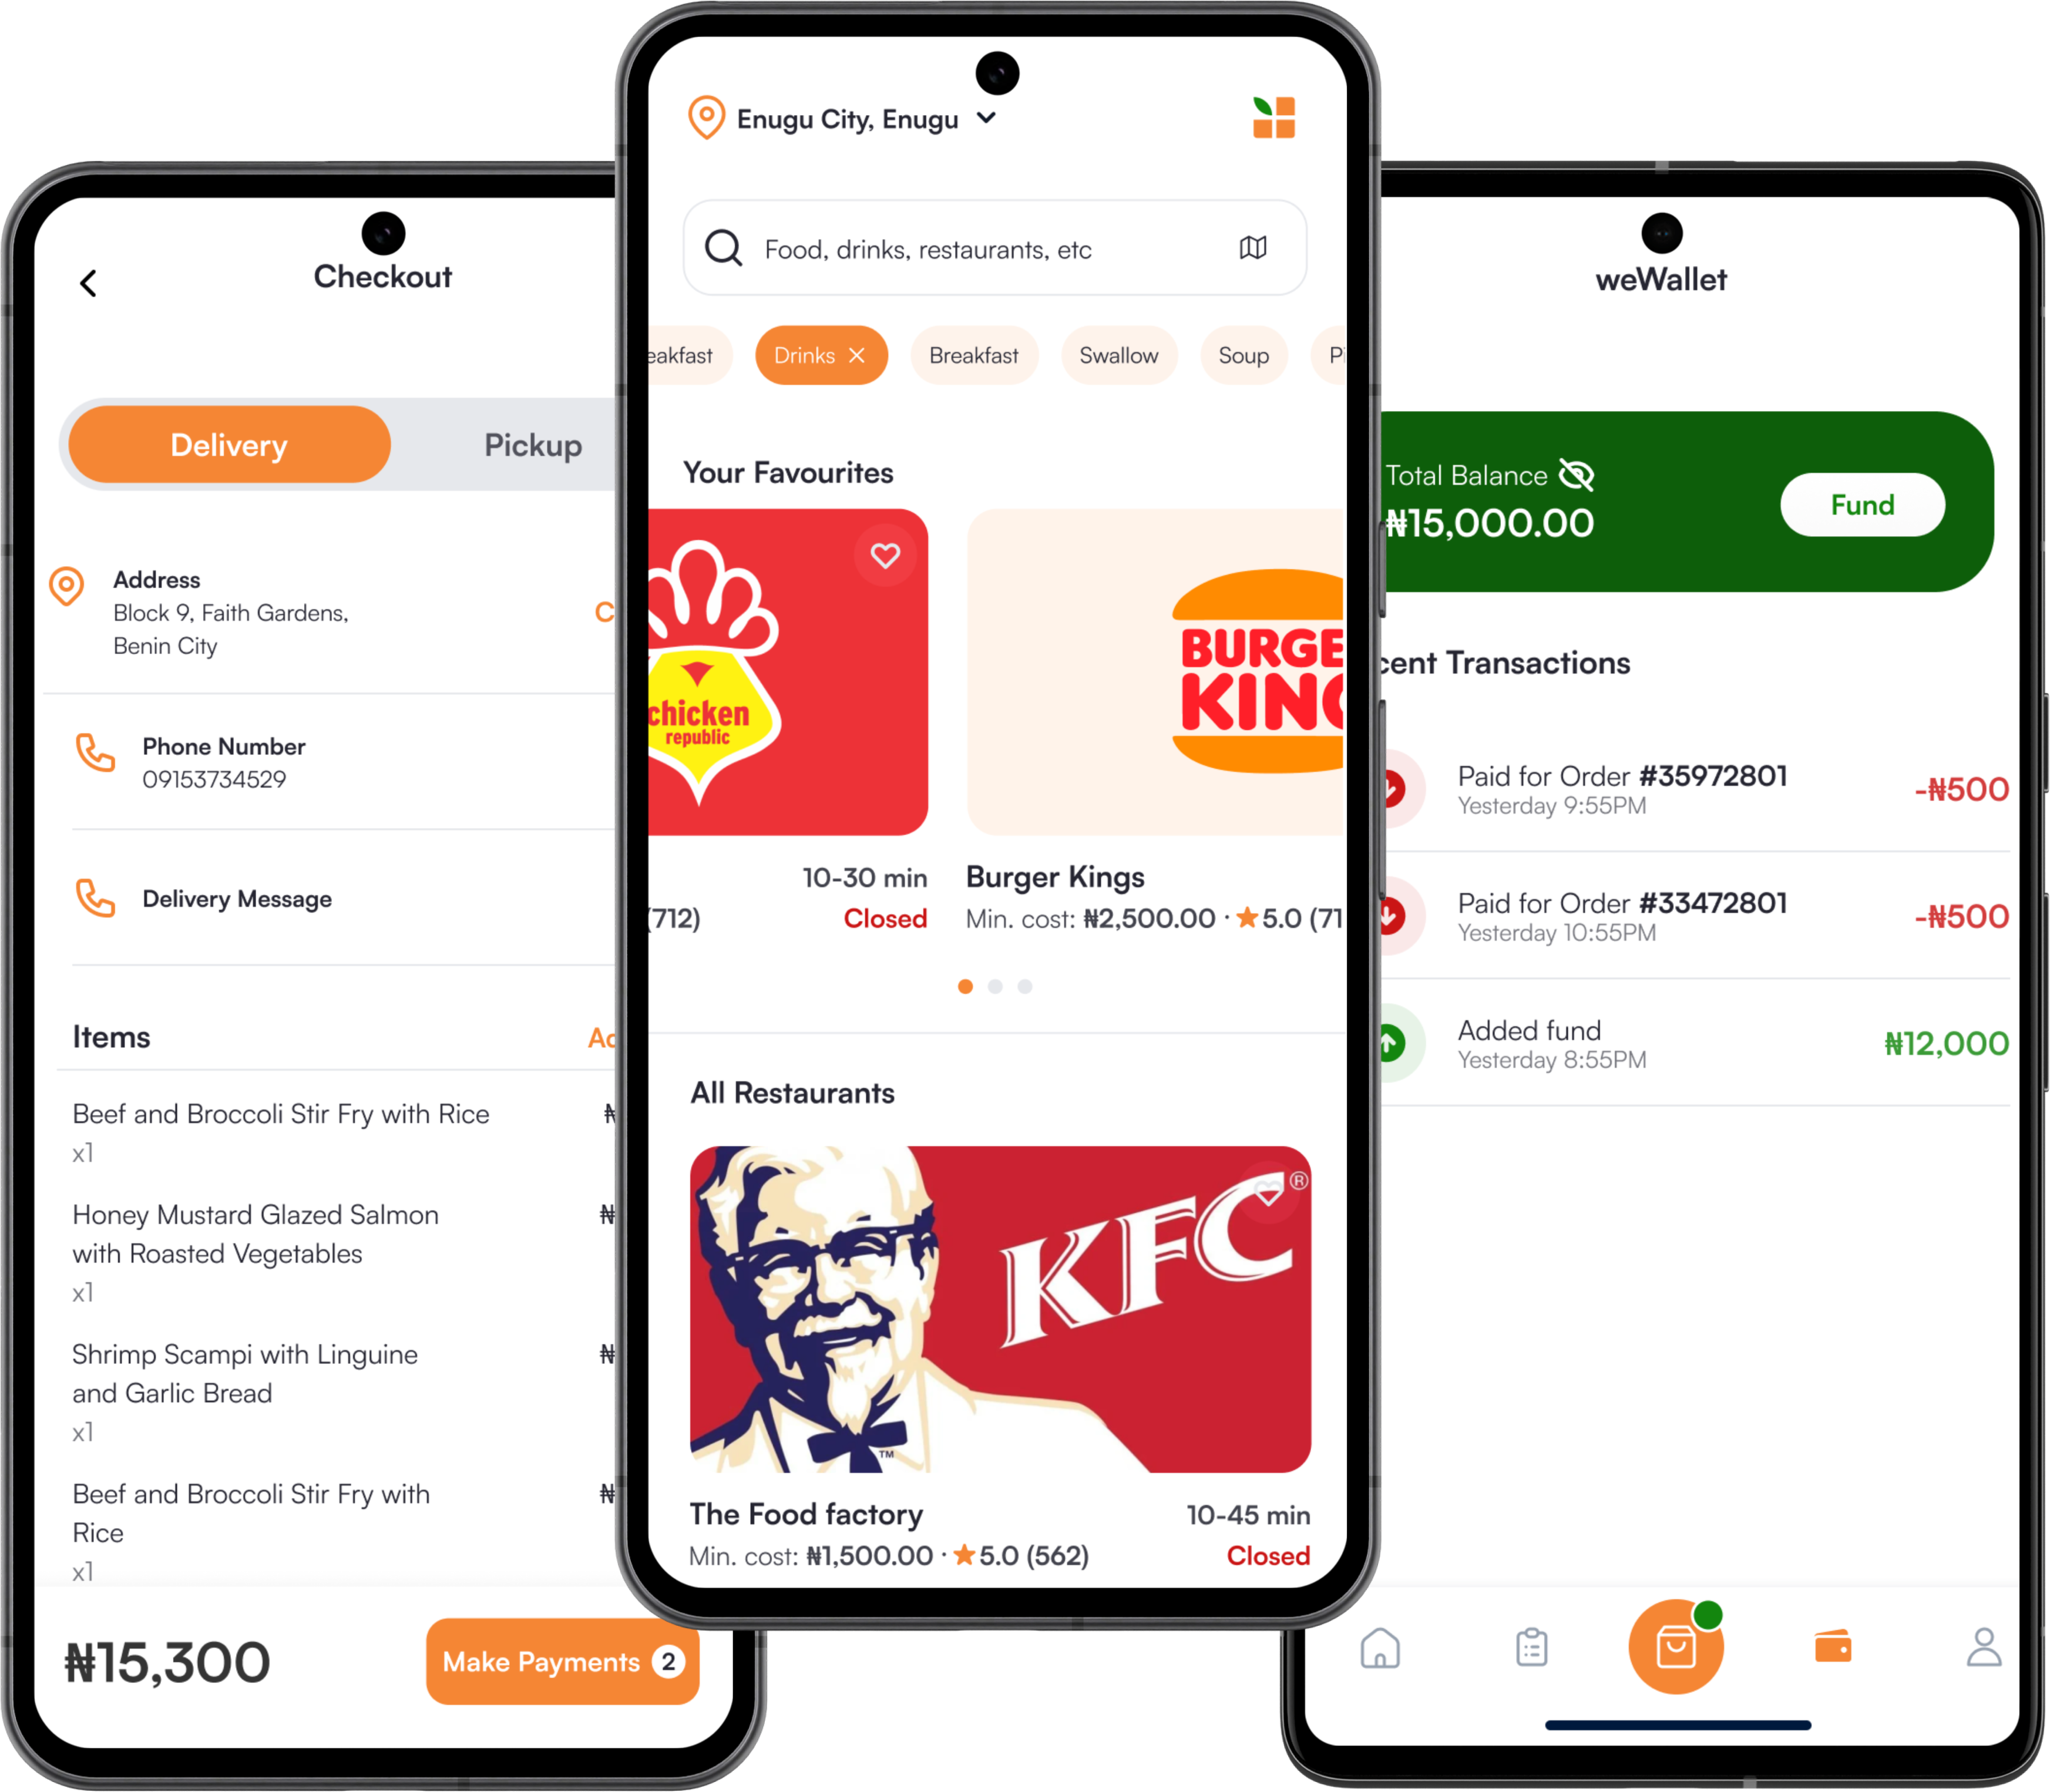 Checkout
Delivery
Pickup
Address
Block 9, Faith Gardens,
Benin City
C
Phone Number
09153734529
Delivery Message
Items
Beef and Broccoli Stir Fry with Rice
₦
x1
Honey Mustard Glazed Salmon
with Roasted Vegetables
₦
x1
Shrimp Scampi with Linguine
and Garlic Bread
₦
x1
Beef and Broccoli Stir Fry with
Rice
₦
x1
₦15,300
Make Payments 2
Enugu City, Enugu
Food, drinks, restaurants, etc
eakfast
Drinks
Breakfast
Swallow
Soup
Your Favourites
chicken
republic
BURGE
KING
10-30 min
(712)
Closed
Burger Kings
Min. cost: ₦2,500.00 · ★ 5.0 (71
All Restaurants
KFC®
TM
The Food factory
10-45 min
Min. cost: ₦1,500.00 · ★ 5.0 (562)
Closed
weWallet
Total Balance
₦15,000.00
Fund
cent Transactions
Paid for Order #35972801
Yesterday 9:55PM
-₦500
Paid for Order #33472801
Yesterday 10:55PM
-₦500
Added fund
Yesterday 8:55PM
₦12,000